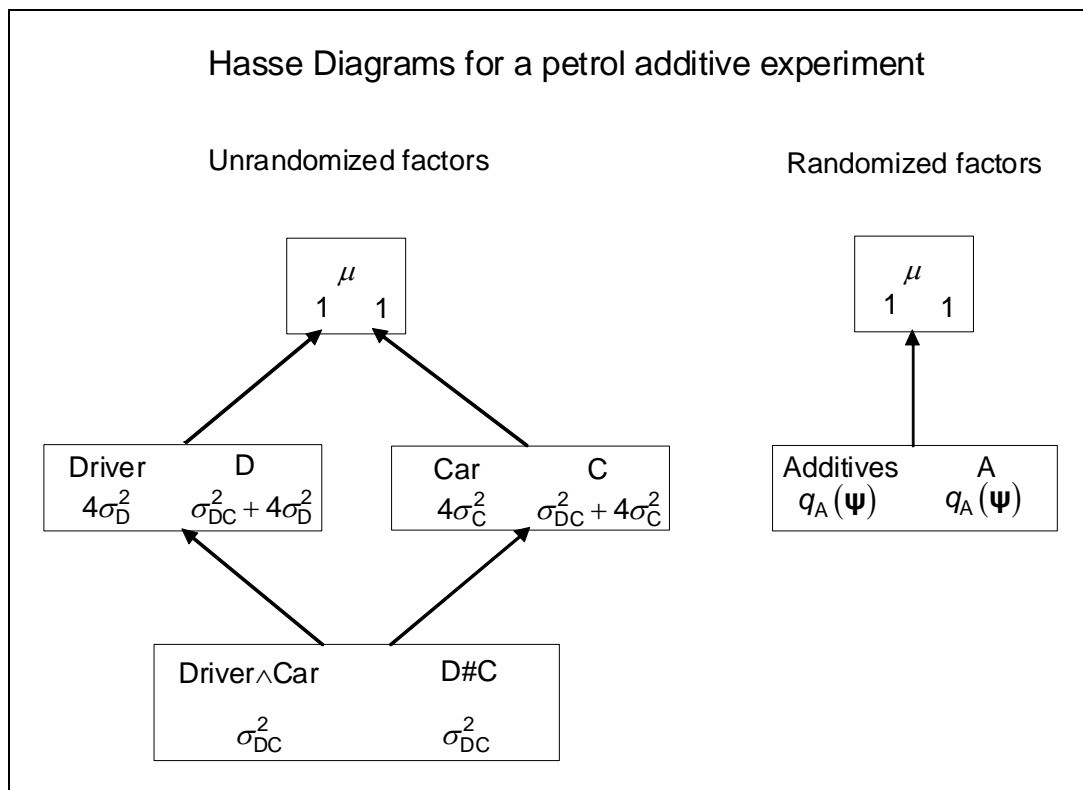 Hasse Diagrams for a petrol additive experiment
Unrandomized factors
Randomized factors
μ
1 1
μ
1 1
Driver D
4σ²_D σ²_DC + 4σ²_D
Car C
4σ²_C σ²_DC + 4σ²_C
Additives A
q_A(ψ) q_A(ψ)
Driver∧Car D#C
σ²_DC σ²_DC